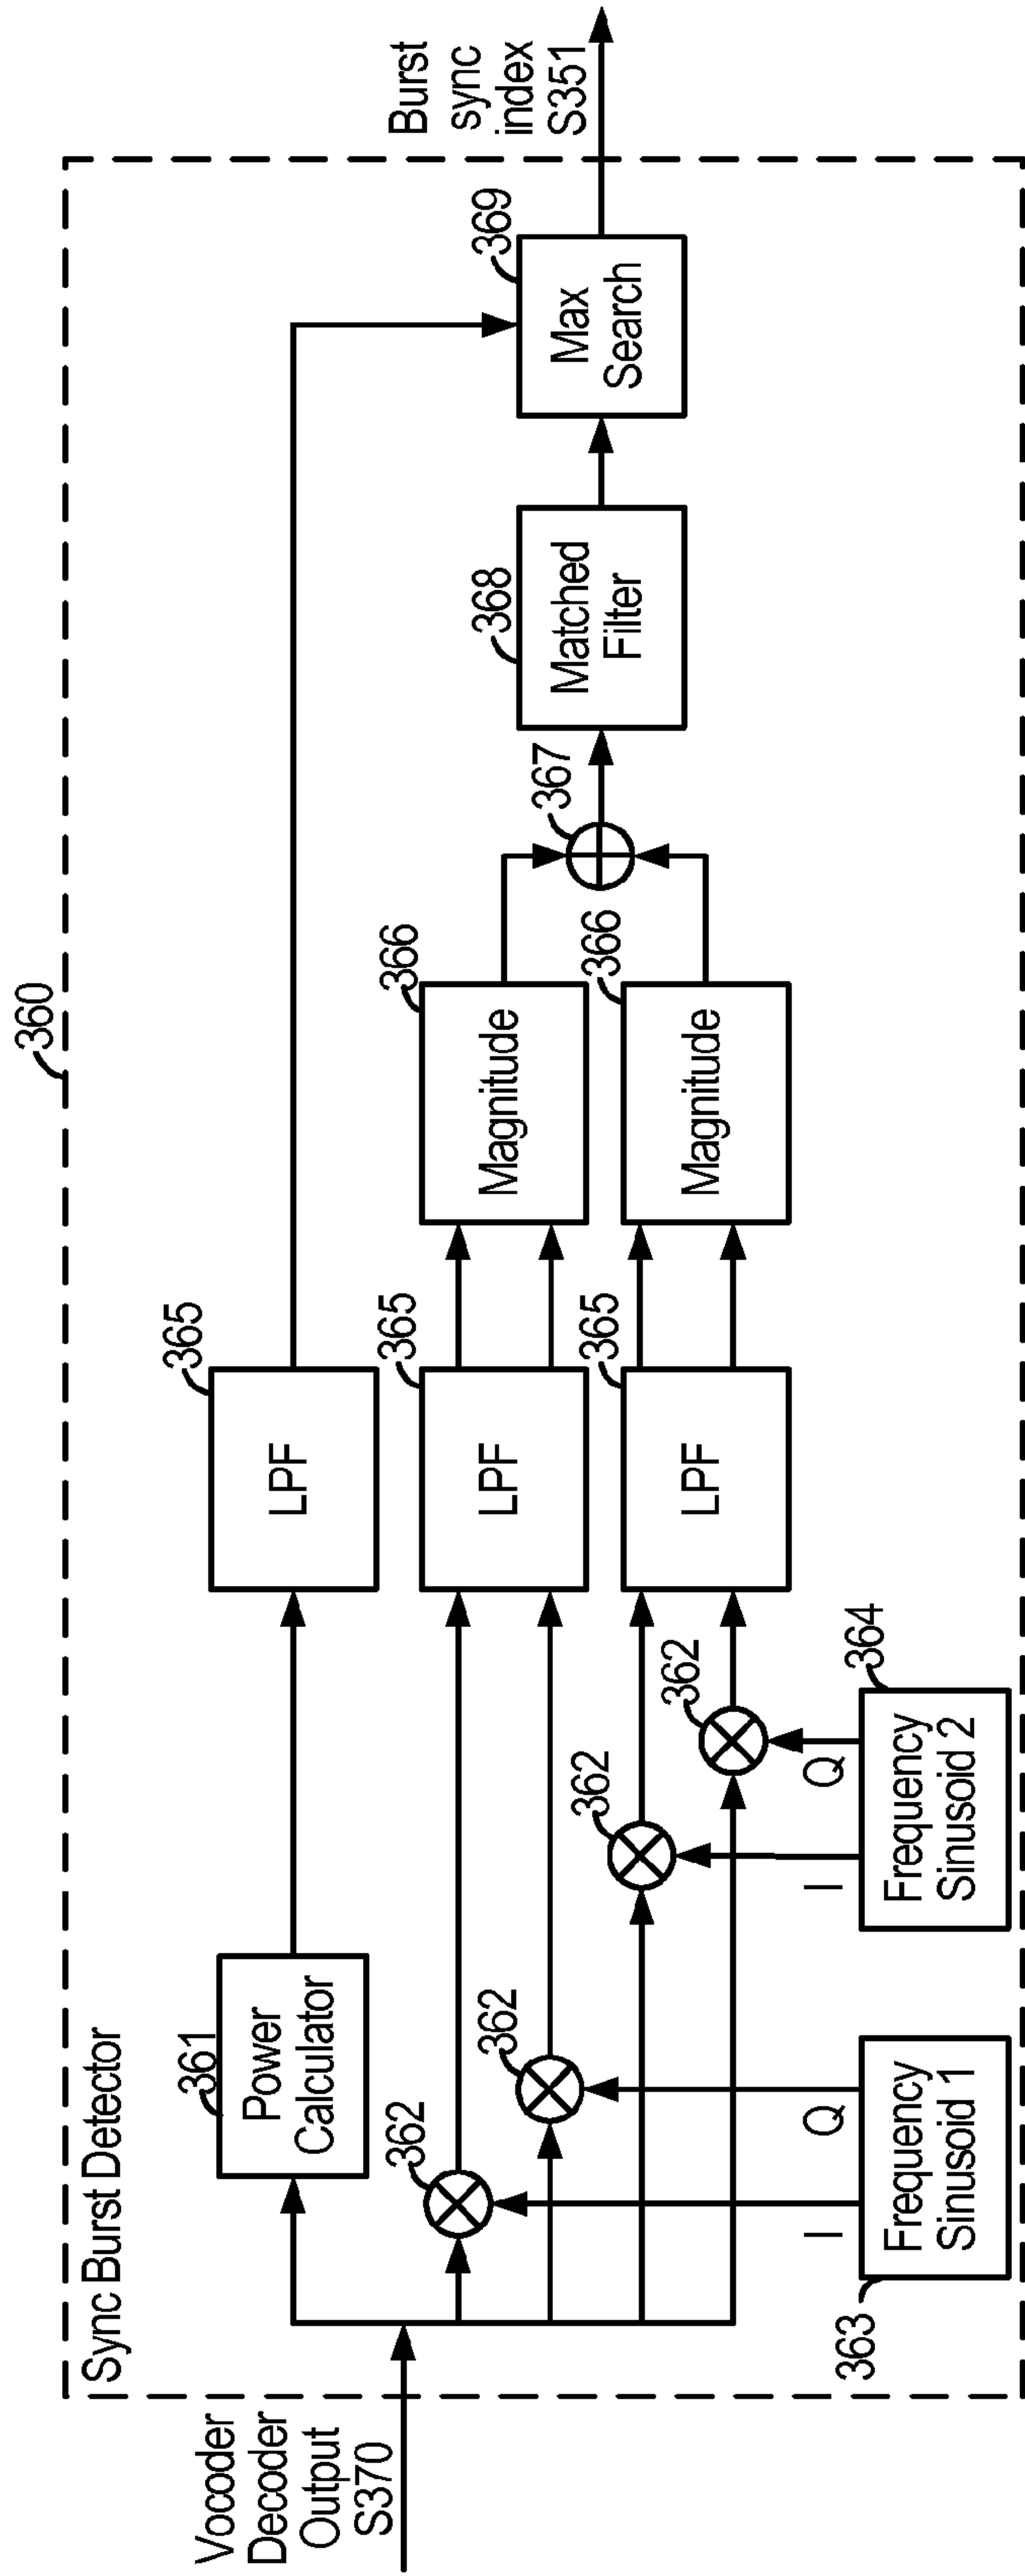 360
Sync Burst Detector
Vocoder
Decoder
Output
S370
361
Power
Calculator
365
LPF
362
362
365
LPF
366
Magnitude
362
362
365
LPF
366
Magnitude
367
368
Matched
Filter
369
Max
Search
Burst
sync
index
S351
I
Q
363
Frequency
Sinusoid 1
I
Q
364
Frequency
Sinusoid 2